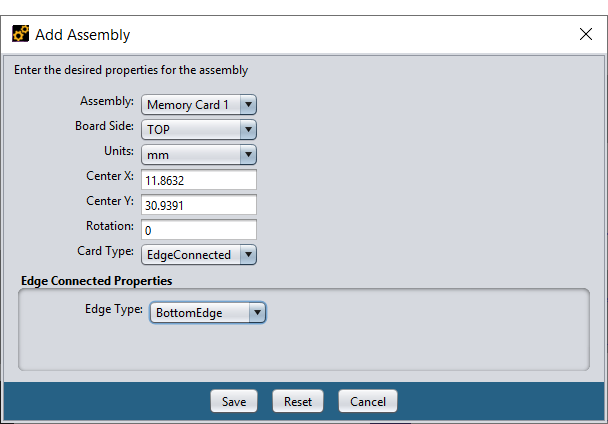 Add Assembly
Enter the desired properties for the assembly
Assembly: Memory Card 1
Board Side: TOP
Units: mm
Center X: 11.8632
Center Y: 30.9391
Rotation: 0
Card Type: EdgeConnected
Edge Connected Properties
Edge Type: BottomEdge
Save Reset Cancel